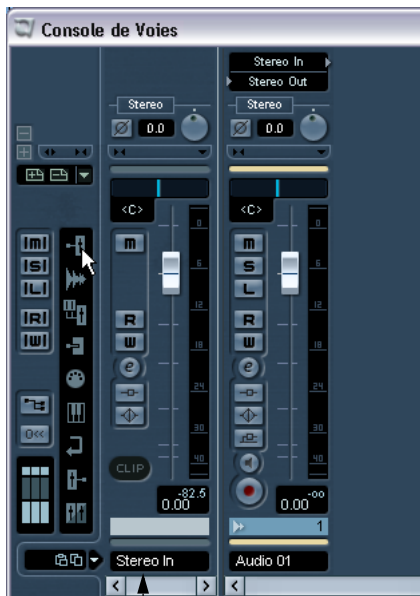 Console de Voies
Stereo In
Stereo Out
Stereo Stereo
0.0 0.0
<C> <C>
M M
S S
L L
R R R
W W W
e e
0 0
6 6
12 12
18 18
24 24
30 30
40 40
CLIP
-82.5 -oo
0.00 0.00
1
Stereo In Audio 01